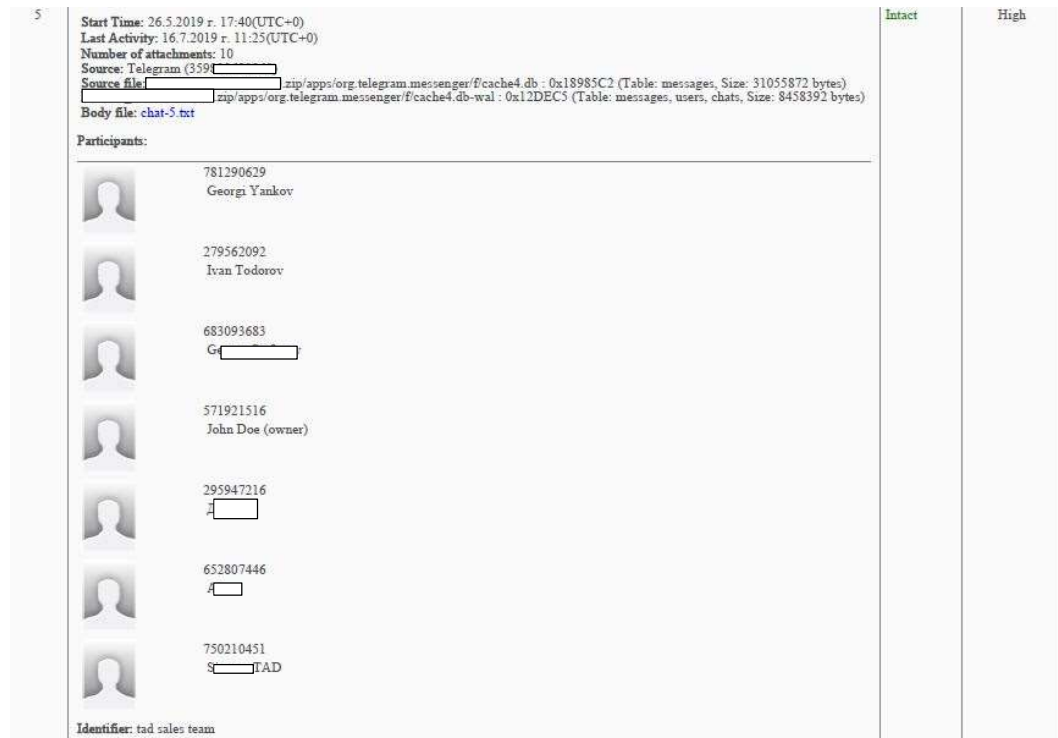 5
Start Time: 26.5.2019 г. 17:40(UTC+0)
Intact
High
Last Activity: 16.7.2019 г. 11:25(UTC+0)
Number of attachments: 10
Source: Telegram (359
Source file: .zip/apps/org.telegram.messenger/f/cache4.db : 0x18985C2 (Table: messages, Size: 31055872 bytes)
.zip/apps/org.telegram.messenger/f/cache4.db-wal : 0x12DEC5 (Table: messages, users, chats, Size: 8458392 bytes)
Body file: chat-5.txt
Participants:
781290629
Georgi Yankov
279562092
Ivan Todorov
683093683
571921516
John Doe (owner)
295947216
652807446
750210451
TAD
Identifier: tad sales team